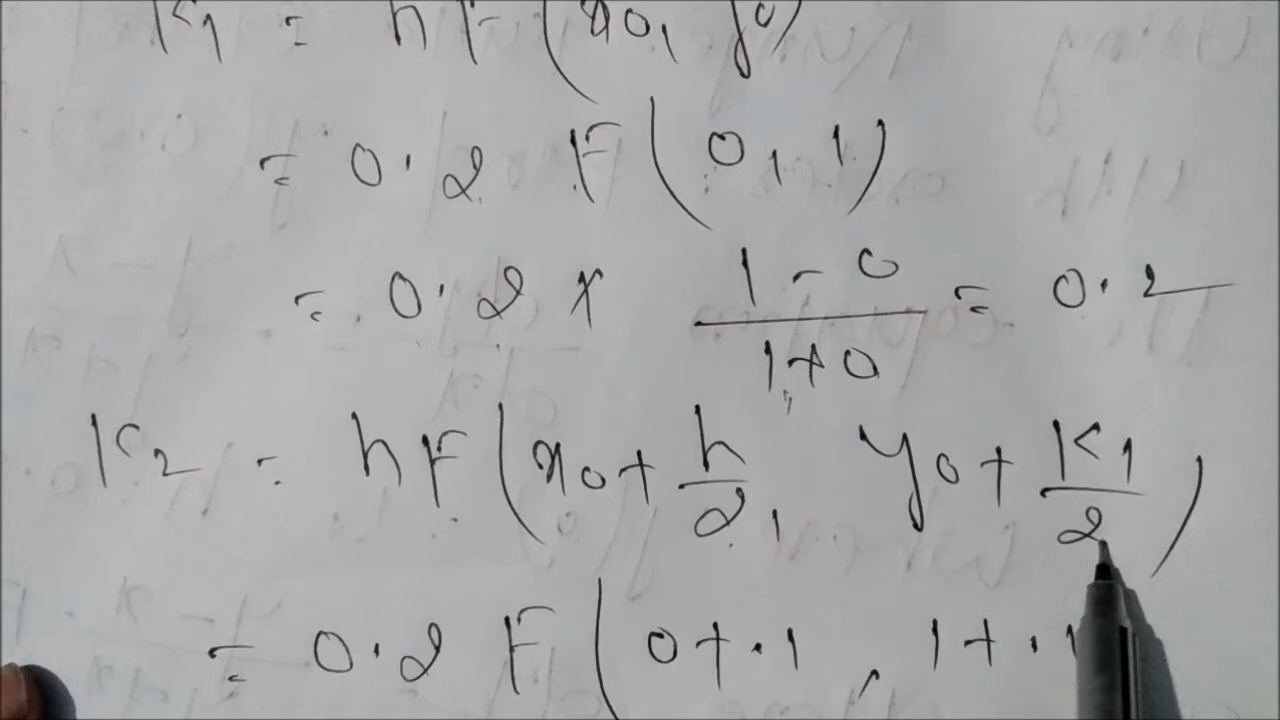 K1 = hF(x0, y0)
= 0.2 F(0, 1)
= 0.2 × (1 - 0)/(1 + 0) = 0.2
K2 = hF(x0 + h/2, y0 + K1/2)
= 0.2 F(0 + .1, 1 + .1